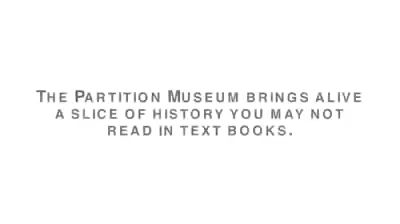 THE PARTITION MUSEUM BRINGS ALIVE
A SLICE OF HISTORY YOU MAY NOT
READ IN TEXT BOOKS.